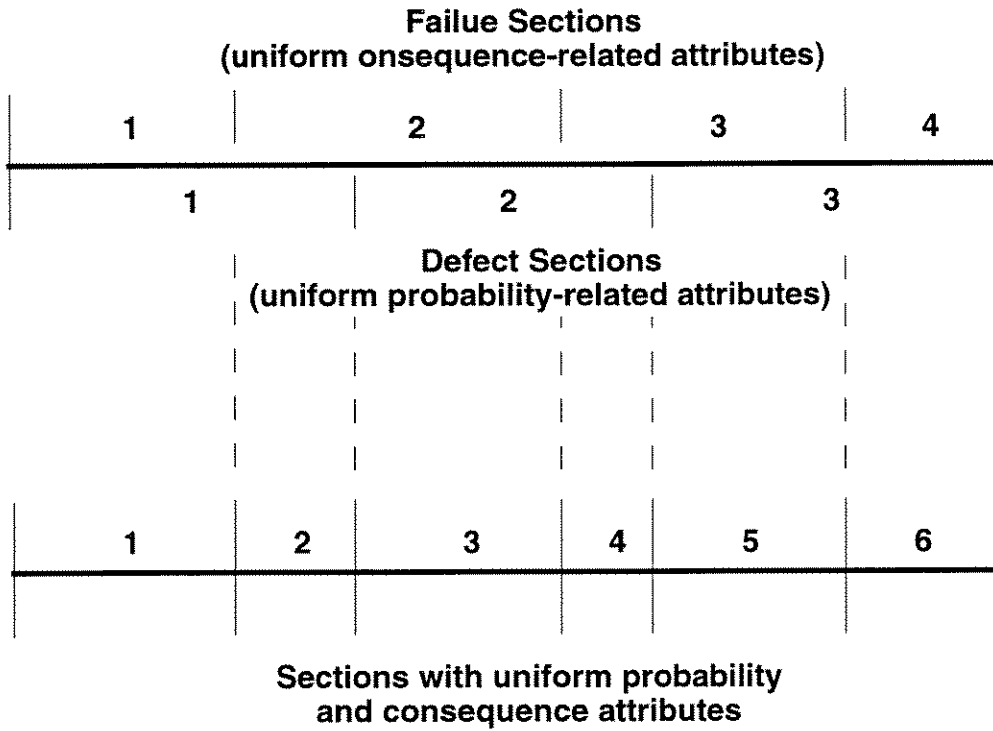 Failue Sections
(uniform onsequence-related attributes)
1 2 3 4
1 2 3
Defect Sections
(uniform probability-related attributes)
1 2 3 4 5 6
Sections with uniform probability
and consequence attributes